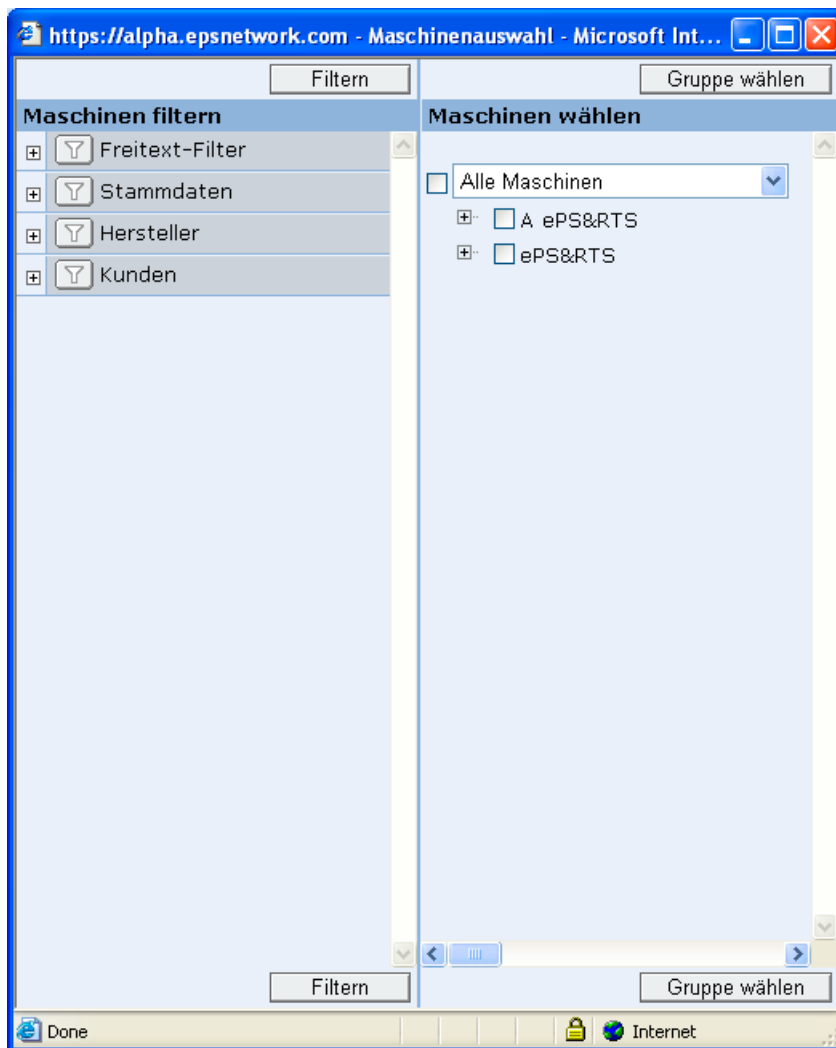 https://alpha.epsnetwork.com - Maschinenauswahl - Microsoft Int...
Filtern
Gruppe wählen
Maschinen filtern
Maschinen wählen
Freitext-Filter
Stammdaten
Hersteller
Kunden
Alle Maschinen
A ePS&RTS
ePS&RTS
Filtern
Gruppe wählen
Done
Internet